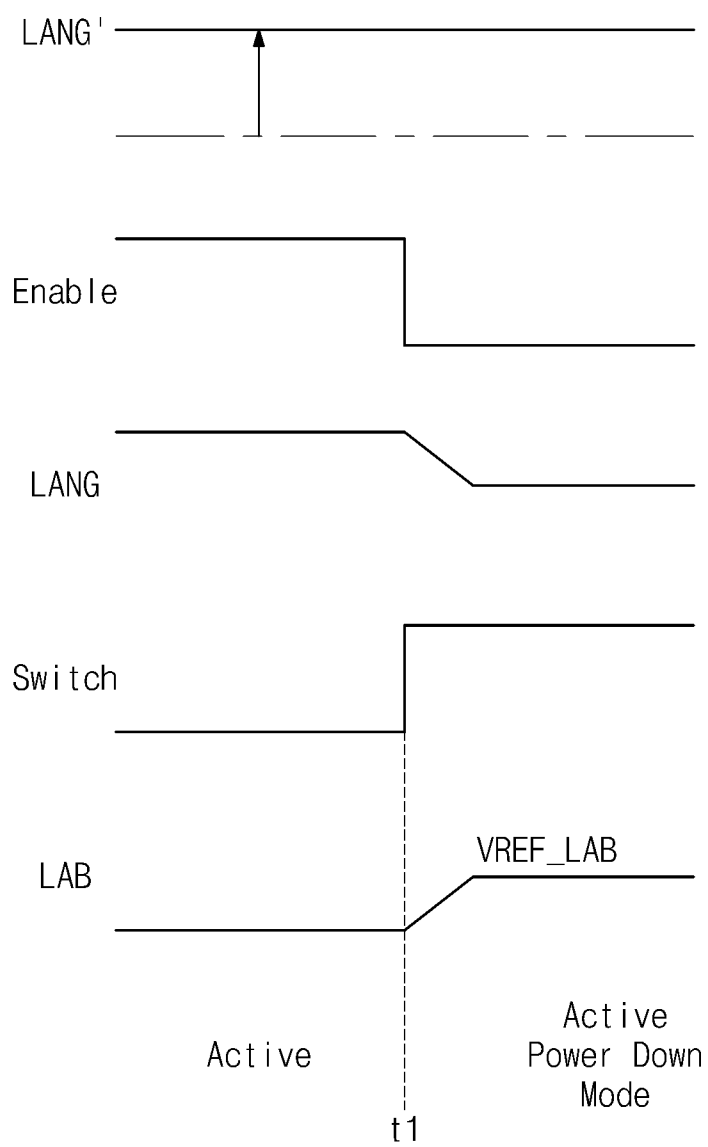 LANG'
Enable
LANG
Switch
VREF_LAB
LAB
Active
Active
Power Down
Mode
t1